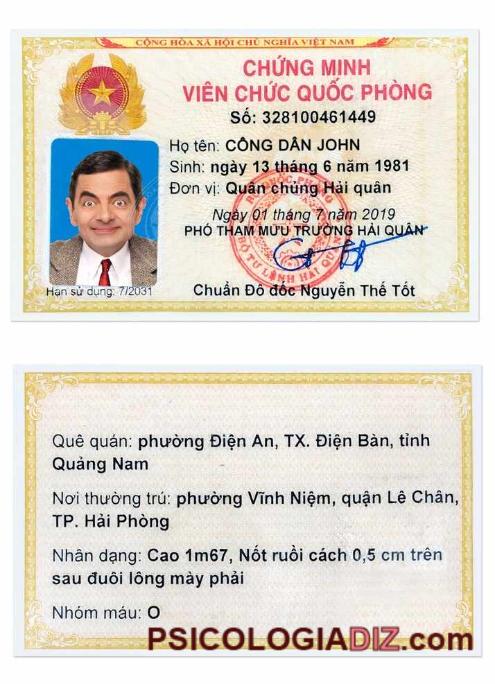 CỘNG HÒA XÃ HỘI CHỦ NGHĨA VIỆT NAM
CHỨNG MINH
VIÊN CHỨC QUỐC PHÒNG
Số: 328100461449
Họ tên: CÔNG DÂN JOHN
Sinh: ngày 13 tháng 6 năm 1981
Đơn vị: Quân chủng Hải quân
Ngày 01 tháng 7 năm 2019
PHÓ THAM MƯU TRƯỞNG HẢI QUÂN
BỘ QUỐC PHÒNG
BỘ TƯ LỆNH HẢI QUÂN
Hạn sử dụng: 7/2031
Chuẩn Đô đốc Nguyễn Thế Tốt
Quê quán: phường Điện An, TX. Điện Bàn, tỉnh
Quảng Nam
Nơi thường trú: phường Vĩnh Niệm, quận Lê Chân,
TP. Hải Phòng
Nhân dạng: Cao 1m67, Nốt ruồi cách 0,5 cm trên
sau đuôi lông mày phải
Nhóm máu: O
PSICOLOGIADIZ.com